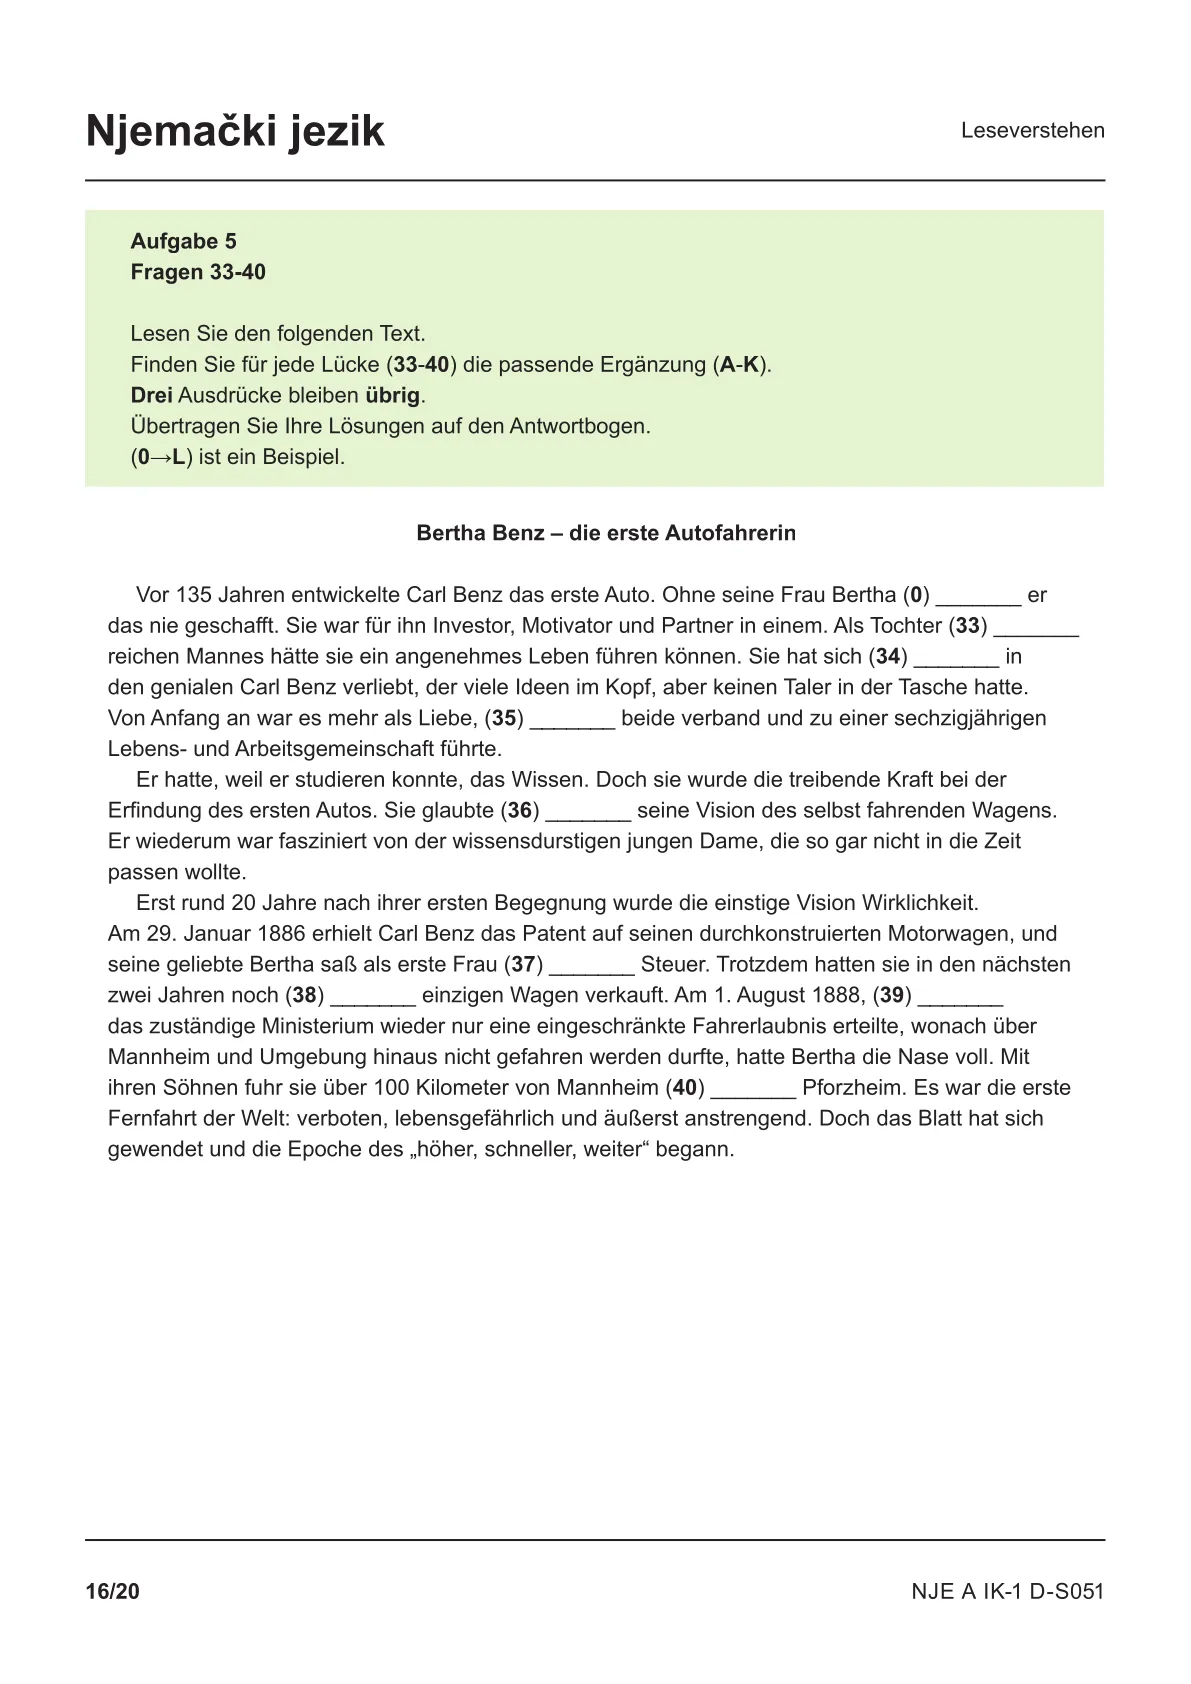 Njemački jezik
Leseverstehen
Aufgabe 5
Fragen 33-40
Lesen Sie den folgenden Text.
Finden Sie für jede Lücke (33-40) die passende Ergänzung (A-K).
Drei Ausdrücke bleiben übrig.
Übertragen Sie Ihre Lösungen auf den Antwortbogen.
(0→L) ist ein Beispiel.
Bertha Benz – die erste Autofahrerin
Vor 135 Jahren entwickelte Carl Benz das erste Auto. Ohne seine Frau Bertha (0) _______ er
das nie geschafft. Sie war für ihn Investor, Motivator und Partner in einem. Als Tochter (33) _______
reichen Mannes hätte sie ein angenehmes Leben führen können. Sie hat sich (34) _______ in
den genialen Carl Benz verliebt, der viele Ideen im Kopf, aber keinen Taler in der Tasche hatte.
Von Anfang an war es mehr als Liebe, (35) _______ beide verband und zu einer sechzigjährigen
Lebens- und Arbeitsgemeinschaft führte.
Er hatte, weil er studieren konnte, das Wissen. Doch sie wurde die treibende Kraft bei der
Erfindung des ersten Autos. Sie glaubte (36) _______ seine Vision des selbst fahrenden Wagens.
Er wiederum war fasziniert von der wissensdurstigen jungen Dame, die so gar nicht in die Zeit
passen wollte.
Erst rund 20 Jahre nach ihrer ersten Begegnung wurde die einstige Vision Wirklichkeit.
Am 29. Januar 1886 erhielt Carl Benz das Patent auf seinen durchkonstruierten Motorwagen, und
seine geliebte Bertha saß als erste Frau (37) _______ Steuer. Trotzdem hatten sie in den nächsten
zwei Jahren noch (38) _______ einzigen Wagen verkauft. Am 1. August 1888, (39) _______
das zuständige Ministerium wieder nur eine eingeschränkte Fahrerlaubnis erteilte, wonach über
Mannheim und Umgebung hinaus nicht gefahren werden durfte, hatte Bertha die Nase voll. Mit
ihren Söhnen fuhr sie über 100 Kilometer von Mannheim (40) _______ Pforzheim. Es war die erste
Fernfahrt der Welt: verboten, lebensgefährlich und äußerst anstrengend. Doch das Blatt hat sich
gewendet und die Epoche des „höher, schneller, weiter“ begann.
16/20
NJE A IK-1 D-S051